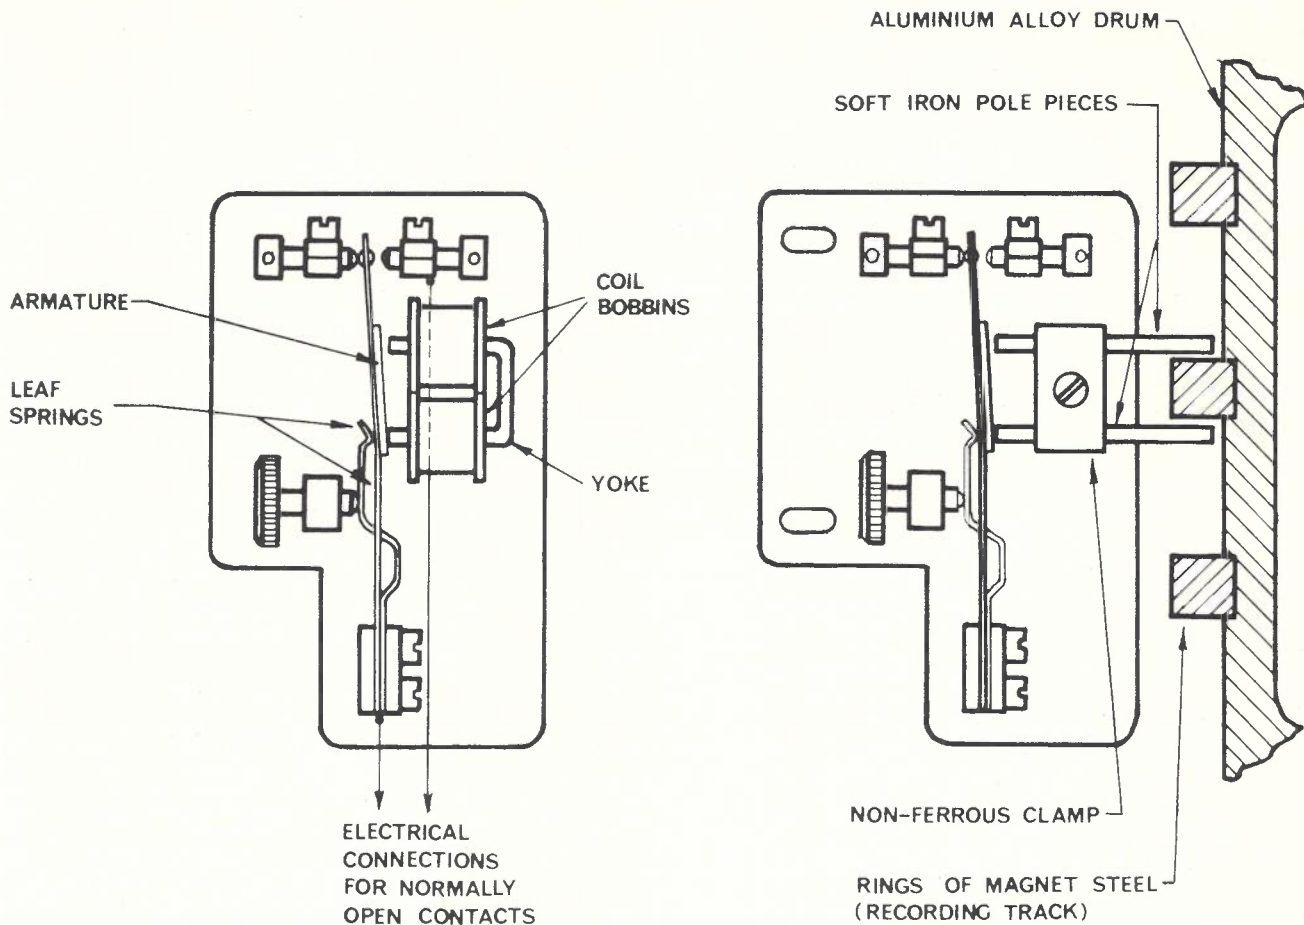 ALUMINIUM ALLOY DRUM
SOFT IRON POLE PIECES
ARMATURE
COIL
BOBBINS
LEAF
SPRINGS
YOKE
ELECTRICAL
CONNECTIONS
FOR NORMALLY
OPEN CONTACTS
NON-FERROUS CLAMP
RINGS OF MAGNET STEEL
(RECORDING TRACK)